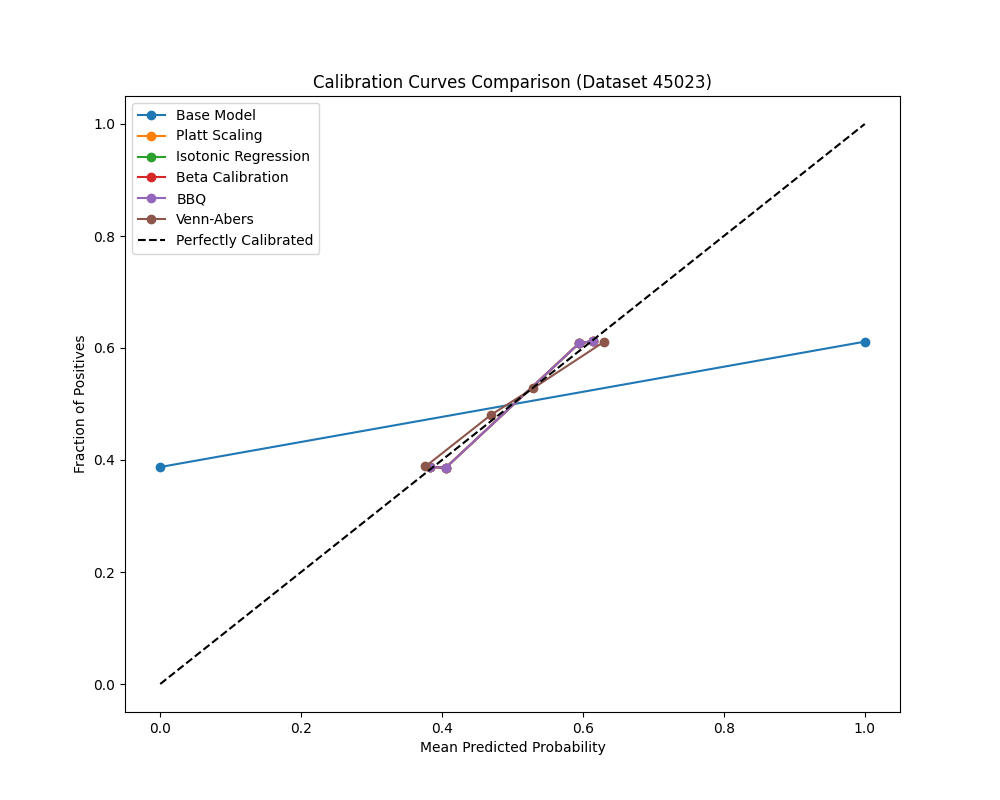 Calibration Curves Comparison (Dataset 45023)
Base Model
Platt Scaling
Isotonic Regression
Beta Calibration
BBQ
Venn-Abers
Perfectly Calibrated
1.0
0.8
0.6
0.4
0.2
0.0
Fraction of Positives
0.0 0.2 0.4 0.6 0.8 1.0
Mean Predicted Probability